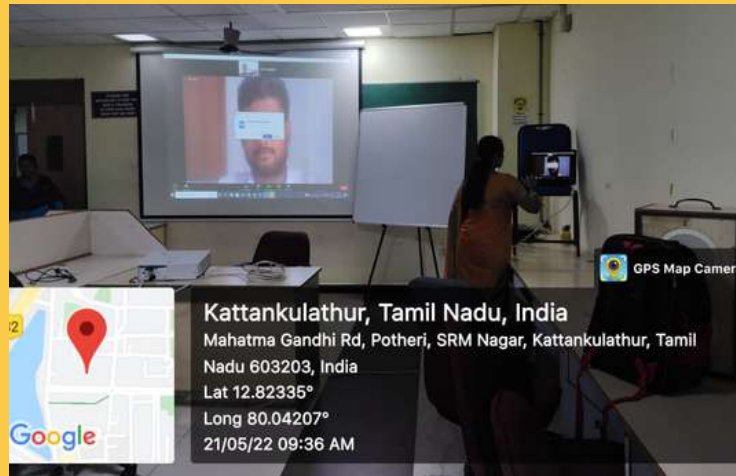 GPS Map Camer
Kattankulathur, Tamil Nadu, India
Mahatma Gandhi Rd, Potheri, SRM Nagar, Kattankulathur, Tamil
Nadu 603203, India
Lat 12.82335°
Long 80.04207°
21/05/22 09:36 AM
Google